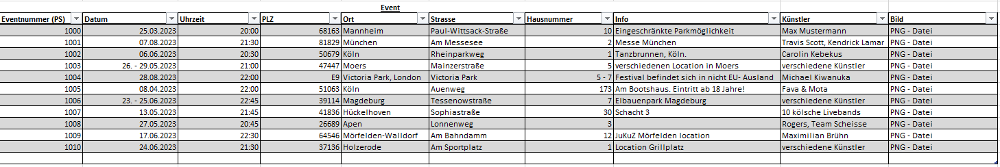 Event
Eventnummer (PS) Datum Uhrzeit PLZ Ort Strasse Hausnummer Info Künstler Bild
1000 25.03.2023 20:00 68163 Mannheim Paul-Wittsack-Straße 10 Eingeschränkte Parkmöglichkeit Max Mustermann PNG - Datei
1001 07.08.2023 21:30 81829 München Am Messesee 2 Messe München Travis Scott, Kendrick Lamar PNG - Datei
1002 06.06.2023 20:30 50679 Köln Rheinparkweg 1 Tanzbrunnen, Köln. Carolin Kebekus PNG - Datei
1003 26. - 29.05.2023 21:00 47447 Moers Mainzerstraße 5 verschiedenen Location in Moers verschiedene Künstler PNG - Datei
1004 28.08.2023 22:00 E9 Victoria Park, London Victoria Park 5 - 7 Festival befindet sich in nicht EU- Ausland Michael Kiwanuka PNG - Datei
1005 08.04.2023 22:00 51063 Köln Auenweg 173 Am Bootshaus. Eintritt ab 18 Jahre! Fava & Mota PNG - Datei
1006 23. - 25.06.2023 22:45 39114 Magdeburg Tessenowstraße 7 Elbauenpark Magdeburg verschiedene Künstler PNG - Datei
1007 13.05.2023 21:45 41836 Hückelhoven Sophiastraße 30 Schacht 3 10 kölsche Livebands PNG - Datei
1008 27.05.2023 20:45 26689 Apen Lonnenweg 3 Rogers, Team Scheisse PNG - Datei
1009 17.06.2023 22:30 64546 Mörfelden-Walldorf Am Bahndamm 12 JuKuZ Mörfelden location Maximilian Brühn PNG - Datei
1010 24.06.2023 21:30 37136 Holzerode Am Sportplatz 1 Location Grillplatz verschiedene Künstler PNG - Datei